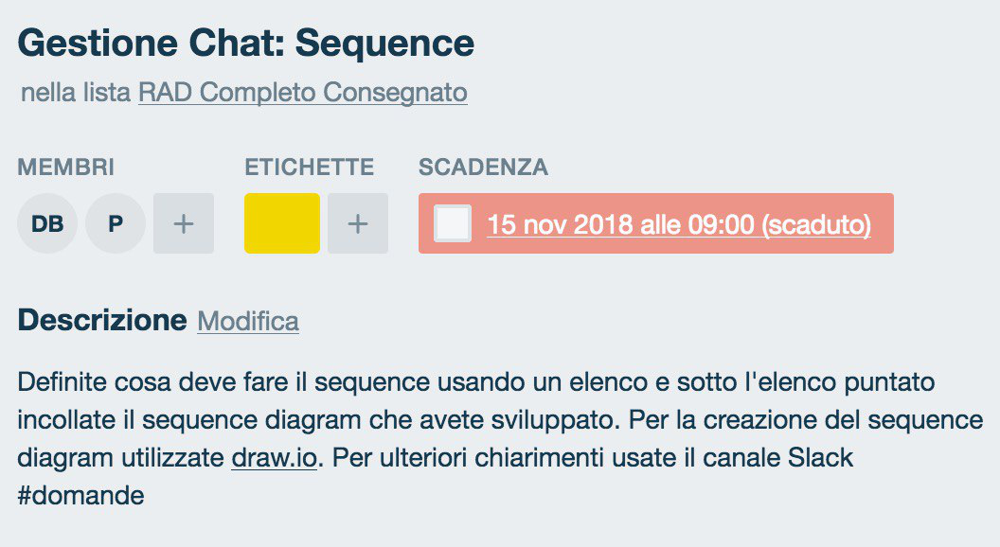 Gestione Chat: Sequence
nella lista RAD Completo Consegnato
MEMBRI ETICHETTE SCADENZA
DB P + + 15 nov 2018 alle 09:00 (scaduto)
Descrizione Modifica
Definite cosa deve fare il sequence usando un elenco e sotto l'elenco puntato
incollate il sequence diagram che avete sviluppato. Per la creazione del sequence
diagram utilizzate draw.io. Per ulteriori chiarimenti usate il canale Slack
#domande